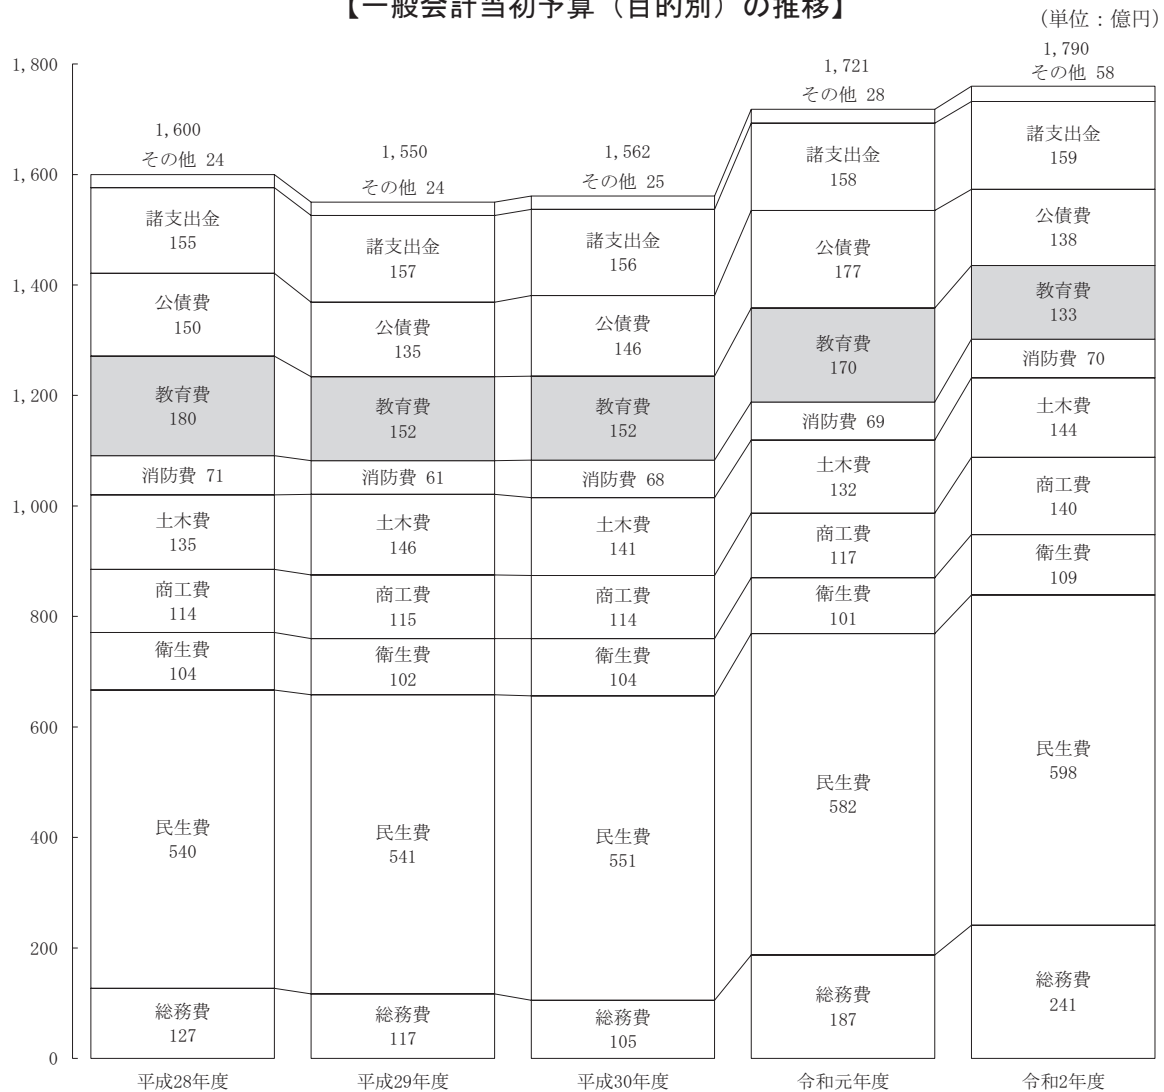 【一般会計当初予算（目的別）の推移】
（単位：億円）
1,800
1,600
1,400
1,200
1,000
800
600
400
200
0
1,600
その他 24
諸支出金
155
公債費
150
教育費
180
消防費 71
土木費
135
商工費
114
衛生費
104
民生費
540
総務費
127
平成28年度
1,550
その他 24
諸支出金
157
公債費
135
教育費
152
消防費 61
土木費
146
商工費
115
衛生費
102
民生費
541
総務費
117
平成29年度
1,562
その他 25
諸支出金
156
公債費
146
教育費
152
消防費 68
土木費
141
商工費
114
衛生費
104
民生費
551
総務費
105
平成30年度
1,721
その他 28
諸支出金
158
公債費
177
教育費
170
消防費 69
土木費
132
商工費
117
衛生費
101
民生費
582
総務費
187
令和元年度
1,790
その他 58
諸支出金
159
公債費
138
教育費
133
消防費 70
土木費
144
商工費
140
衛生費
109
民生費
598
総務費
241
令和2年度